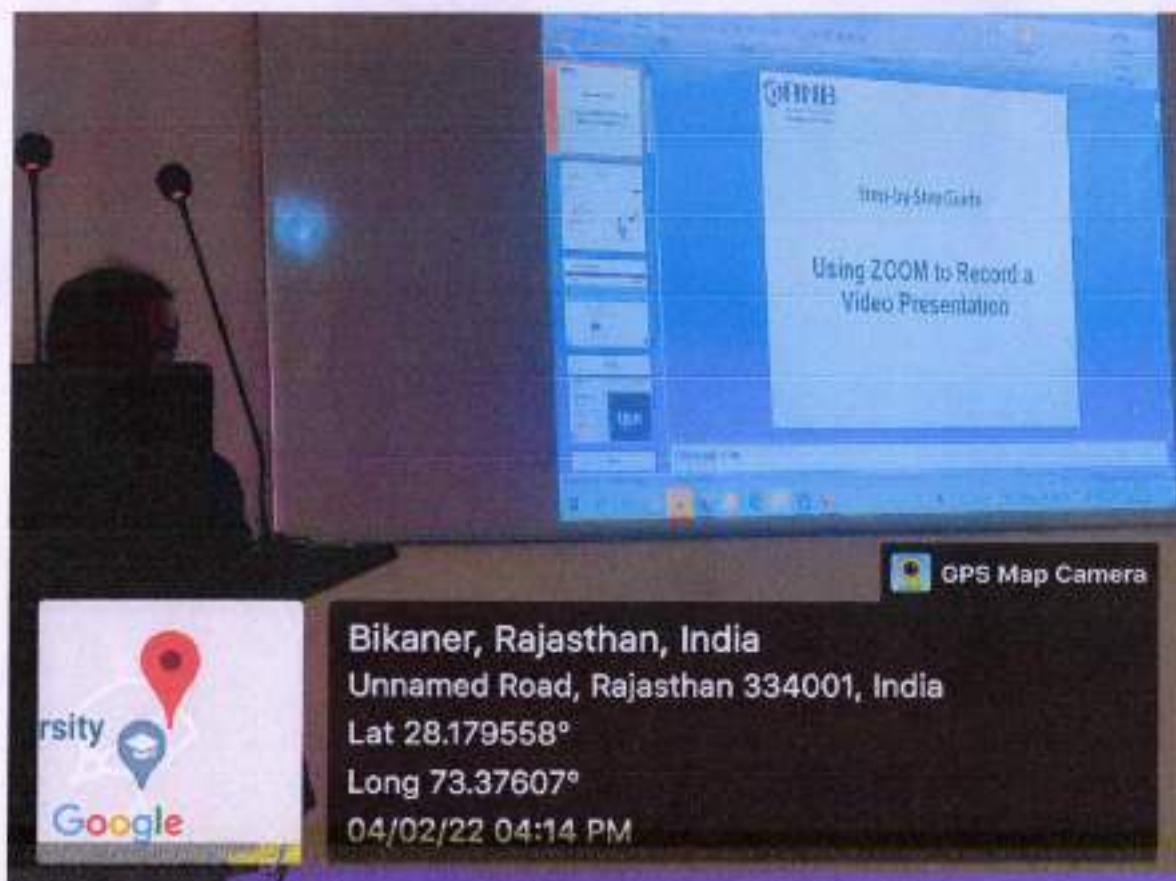 RNB
Step-by-Step Guide
Using ZOOM to Record a
Video Presentation
GPS Map Camera
Bikaner, Rajasthan, India
Unnamed Road, Rajasthan 334001, India
Lat 28.179558°
Long 73.37607°
04/02/22 04:14 PM
rsity
Google